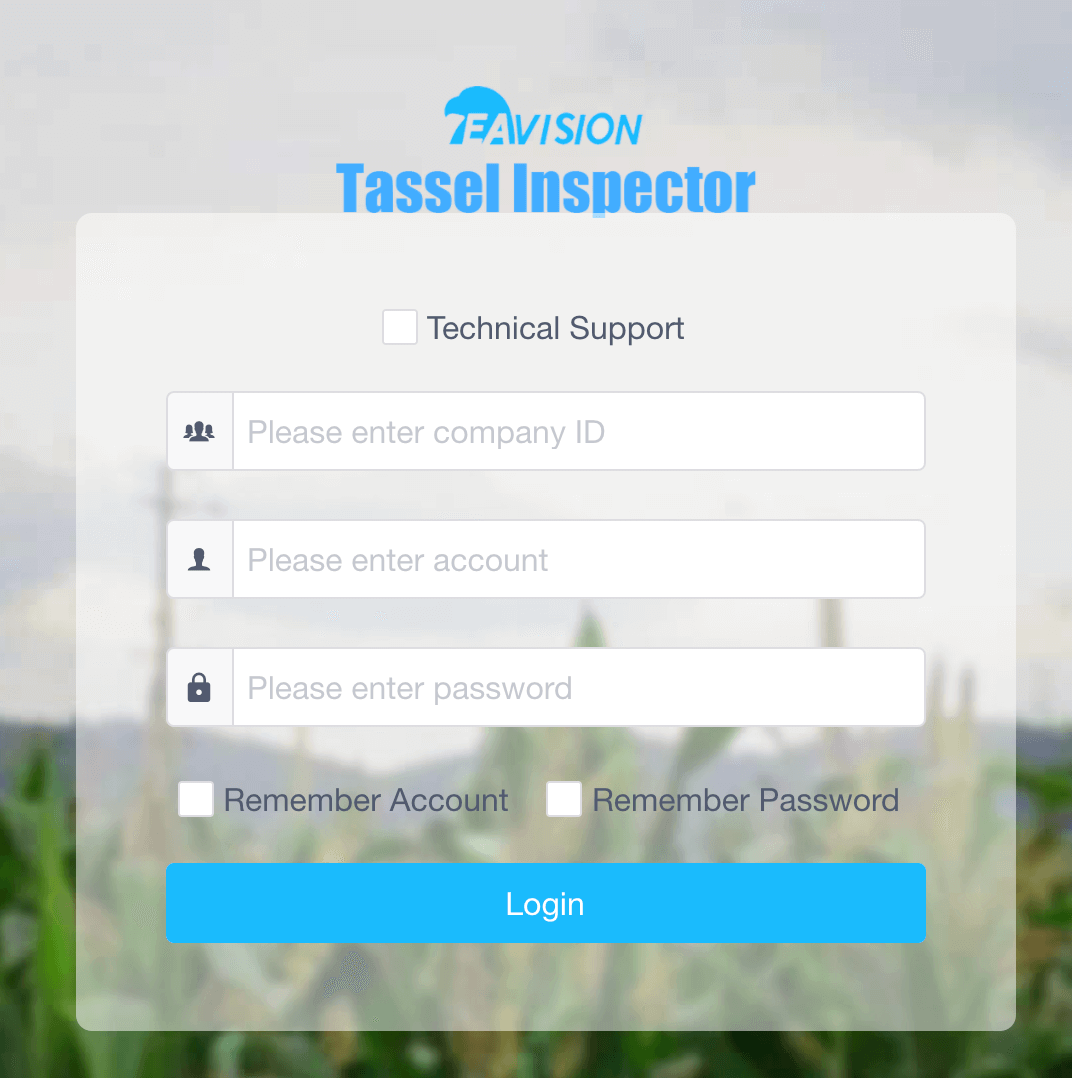 EAVISION
Tassel Inspector
Technical Support
Please enter company ID
Please enter account
Please enter password
Remember Account Remember Password
Login